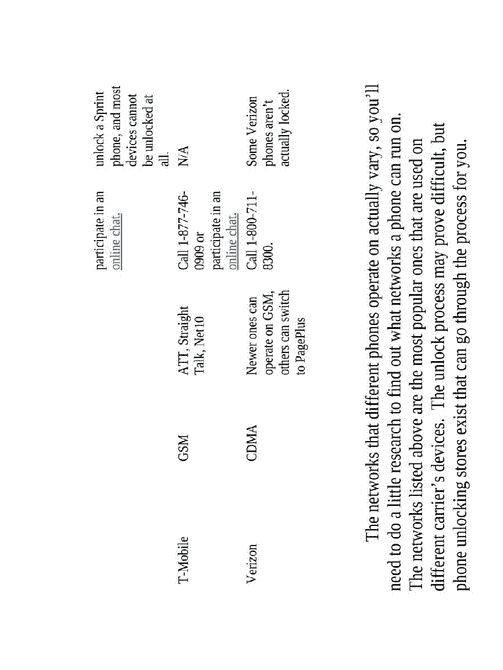 participate in an unlock a Sprint
online chat. phone, and most
devices cannot
be unlocked at
all.
T-Mobile GSM ATT, Straight Call 1-877-746- N/A
Talk, Net10 0909 or
participate in an
online chat.
Verizon CDMA Newer ones can Call 1-800-711- Some Verizon
operate on GSM, 8300. phones aren't
others can switch actually locked.
to PagePlus
The networks that different phones operate on actually vary, so you'll
need to do a little research to find out what networks a phone can run on.
The networks listed above are the most popular ones that are used on
different carrier's devices. The unlock process may prove difficult, but
phone unlocking stores exist that can go through the process for you.